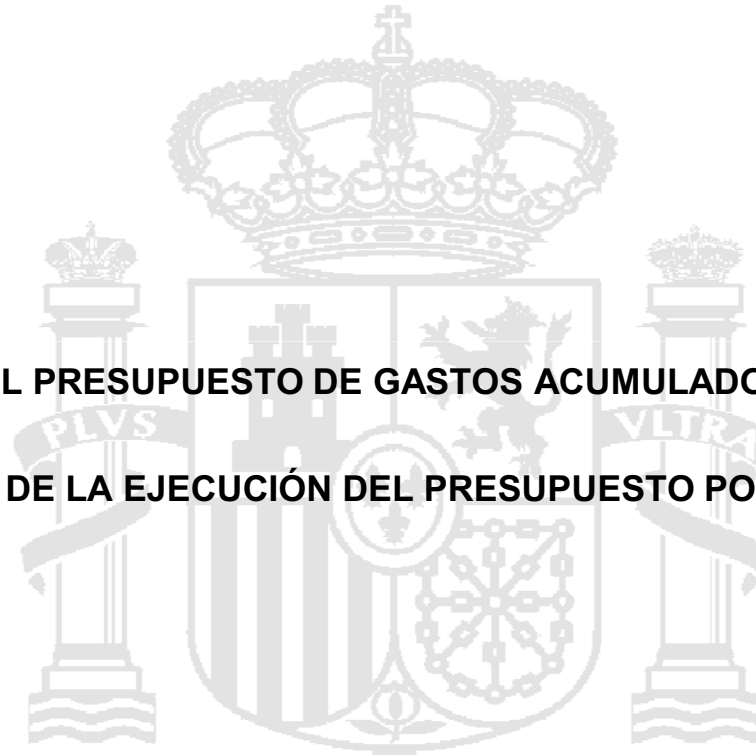 L PRESUPUESTO DE GASTOS ACUMULADO
PLVS
VLTRA
DE LA EJECUCIÓN DEL PRESUPUESTO PO